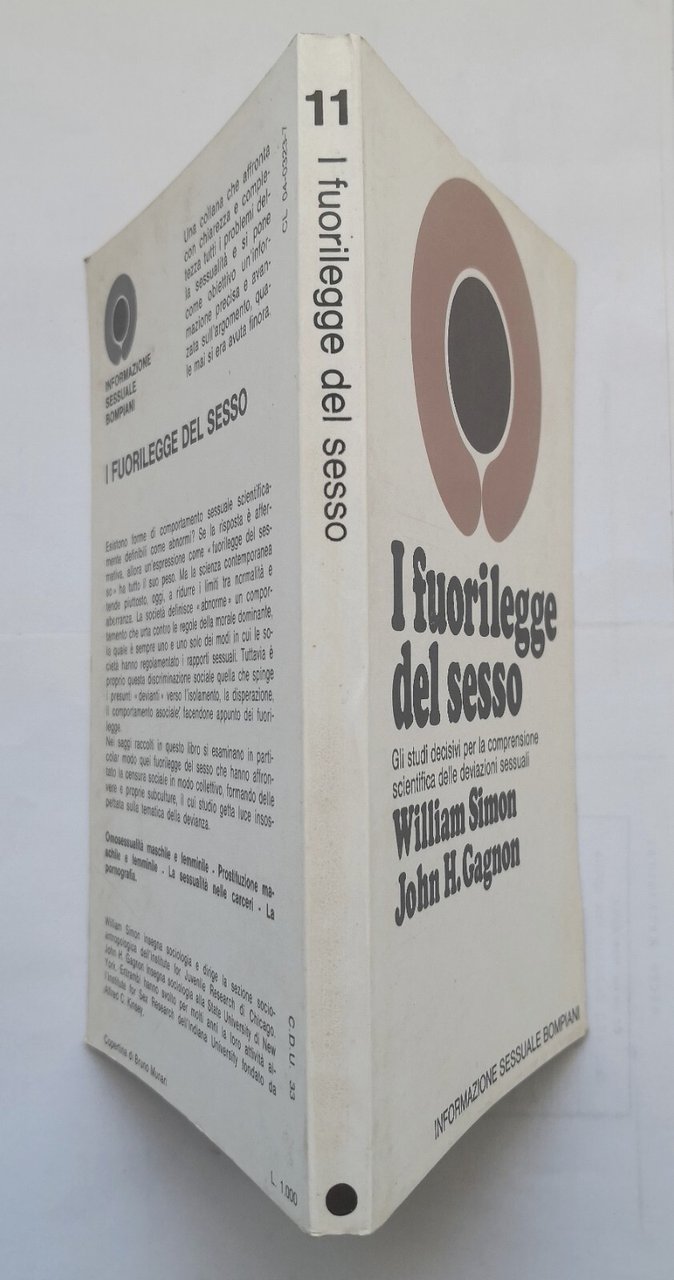 Una collana che affronta
con chiarezza e comple-
tezza tutti i problemi del-
la sessualità e si pone
come obiettivo un'infor-
mazione precisa e avan-
zata sull'argomento, qua-
le mai si era avuta finora.
CL. 04-0323-7
INFORMAZIONE
SESSUALE
BOMPIANI
I FUORILEGGE DEL SESSO
Esistono forme di comportamento sessuale scientifica-
mente definibili come abnormi? Se la risposta è affer-
mativa, allora un'espressione come «fuorilegge del ses-
so» ha tutto il suo peso. Ma la scienza contemporanea
tende piuttosto, oggi, a ridurre i limiti tra normalità e
aberranza. La società definisce «abnorme» un compor-
tamento che urta contro le regole della morale dominante,
la quale è sempre uno e uno solo dei modi in cui le so-
cietà hanno regolamentato i rapporti sessuali. Tuttavia è
proprio questa discriminazione sociale quella che spinge
i presunti «devianti» verso l'isolamento, la disperazione,
il comportamento asociale, facendone appunto dei fuori-
legge.
Nei saggi raccolti in questo libro si esaminano in parti-
colar modo quei fuorilegge del sesso che hanno affron-
tato la censura sociale in modo collettivo, formando delle
vere e proprie subculture, il cui studio getta luce insos-
pettata sulla tematica della devianza.
Omosessualità maschile e femminile - Prostituzione ma-
schile e femminile - La sessualità nelle carceri - La
pornografia.
William Simon insegna sociologia e dirige la sezione socio-
antropologica dell'Institute for Juvenile Research di Chicago.
John H. Gagnon insegna sociologia alla State University di New
York. Entrambi hanno svolto per molti anni la loro attività al-
l'Institute for Sex Research dell'Indiana University fondato da
Alfred C. Kinsey.
Copertina di Bruno Munari
C.D.U. 33
L. 1.000
11
I fuorilegge del sesso
I fuorilegge
del sesso
Gli studi decisivi per la comprensione
scientifica delle deviazioni sessuali
William Simon
John H. Gagnon
INFORMAZIONE SESSUALE BOMPIANI